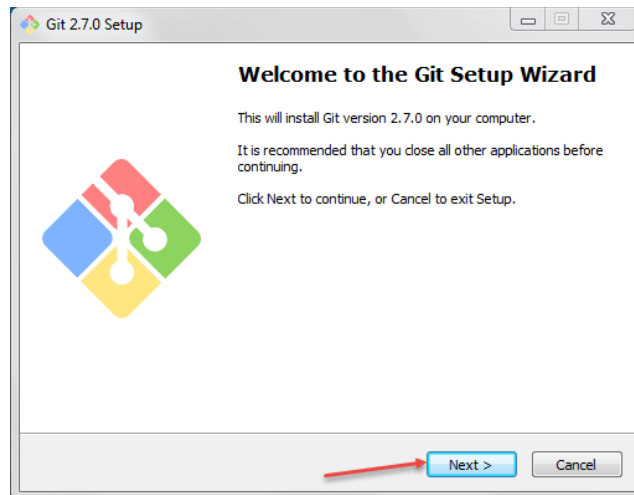 Git 2.7.0 Setup
Welcome to the Git Setup Wizard
This will install Git version 2.7.0 on your computer.
It is recommended that you close all other applications before
continuing.
Click Next to continue, or Cancel to exit Setup.
Next >
Cancel